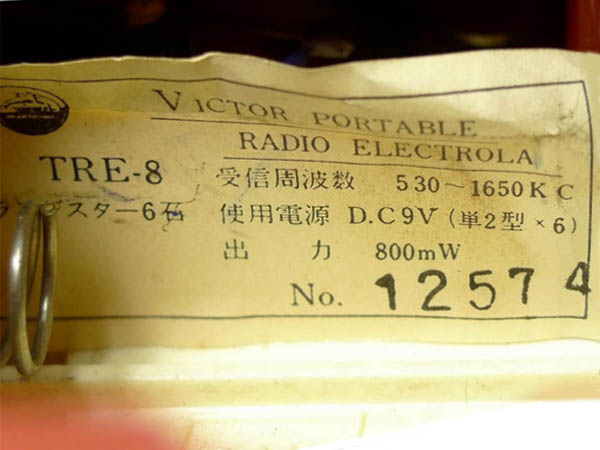 VICTOR PORTABLE
RADIO ELECTROLA
TRE-8
受信周波数 530~1650KC
トランジスター6石
使用電源 D.C9V (単2型×6)
出力 800mW
No. 12574